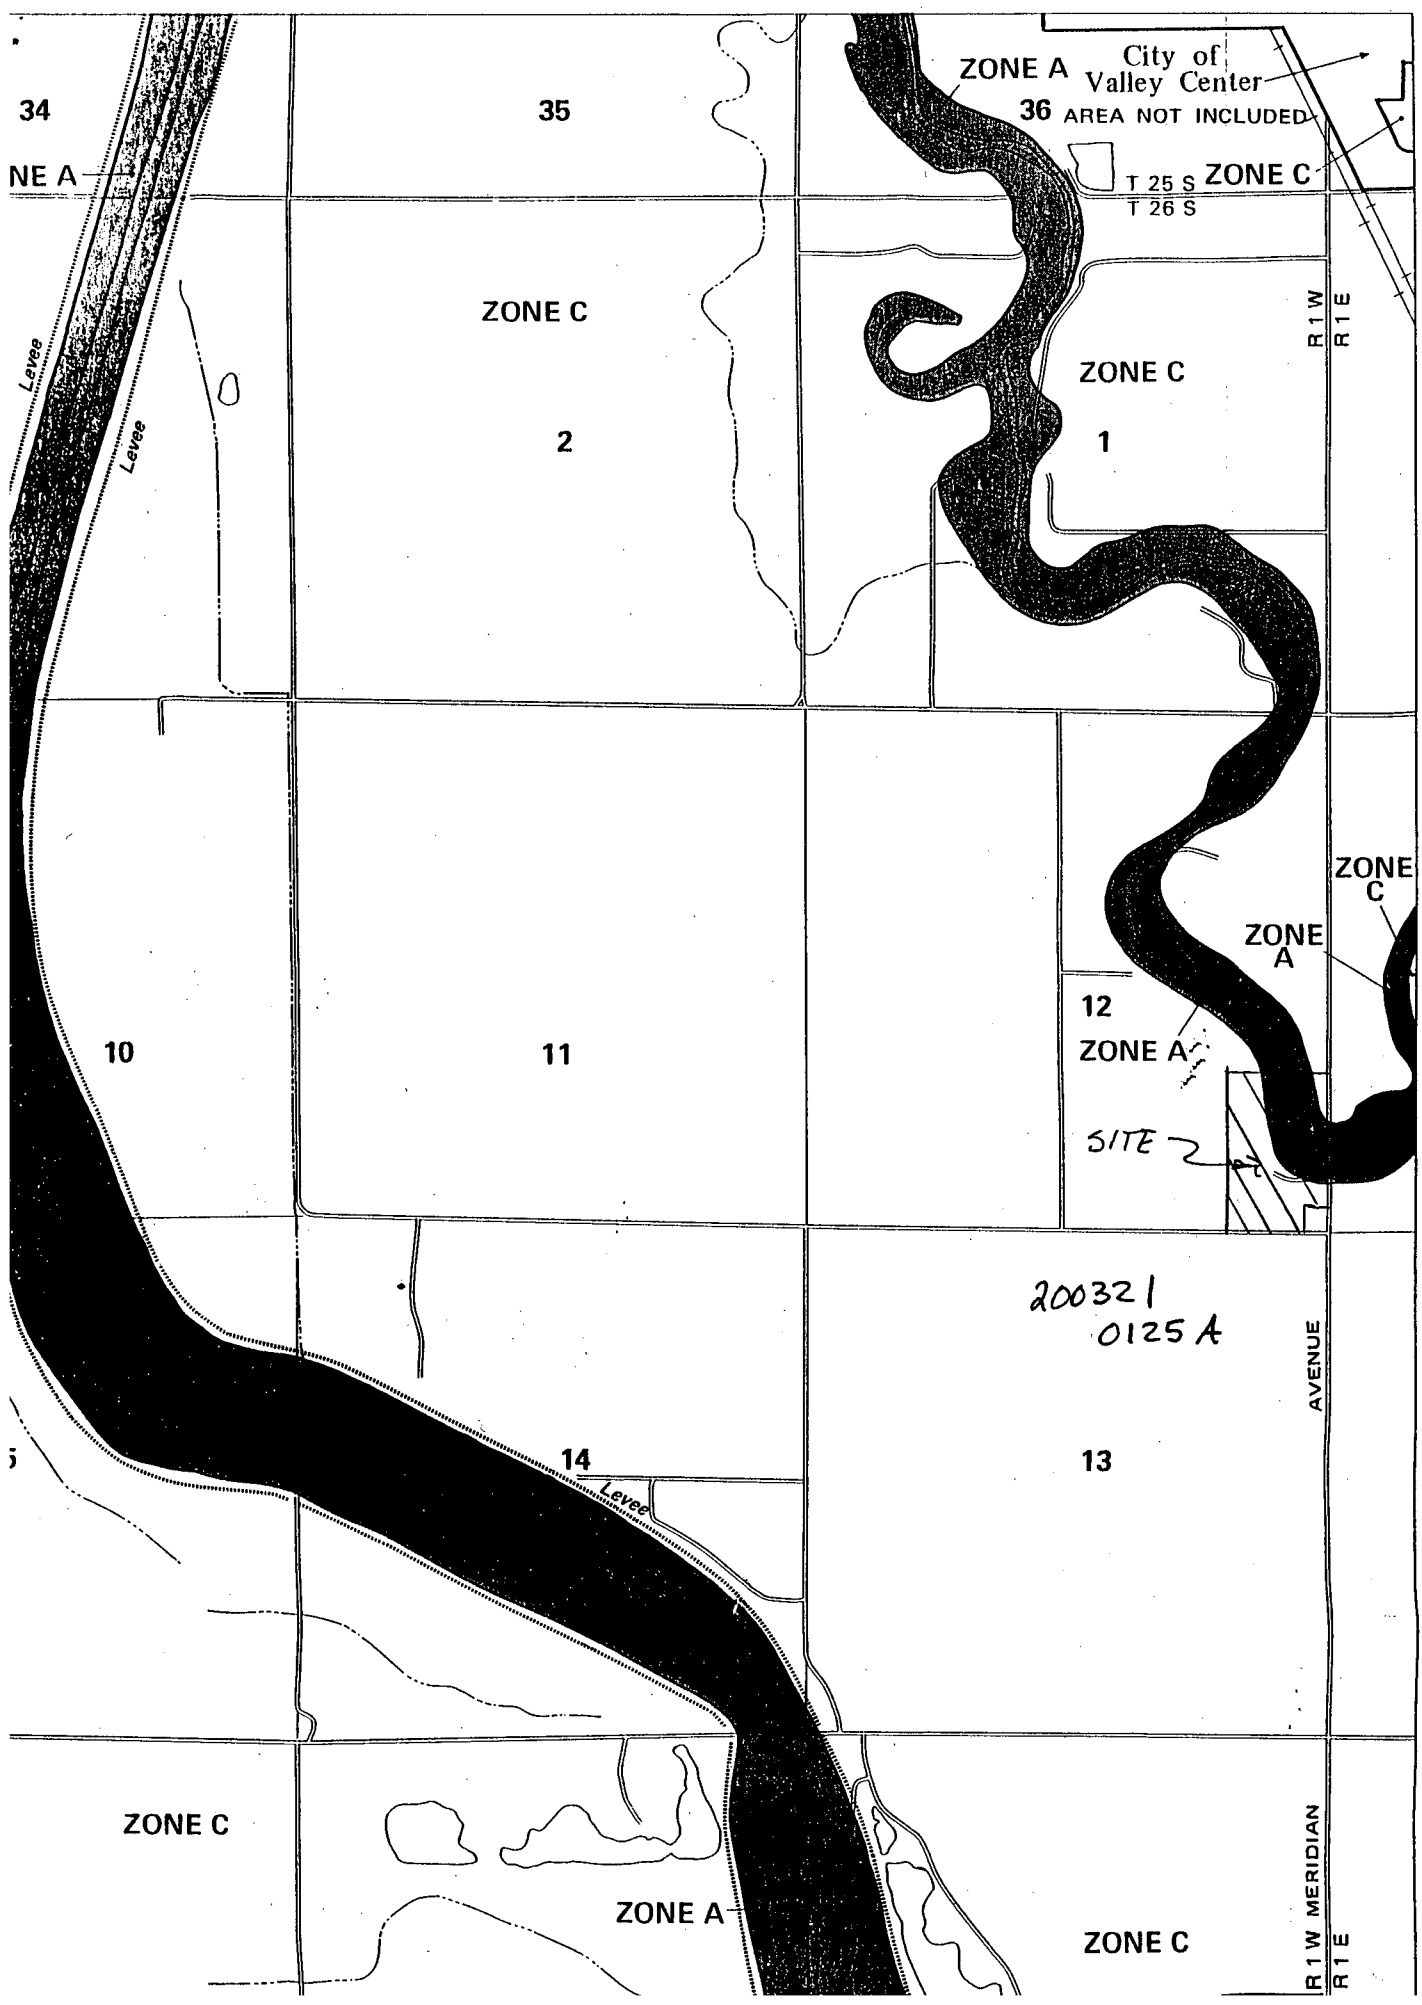 City of
Valley Center
ZONE A
34
35
36 AREA NOT INCLUDED
NE A
T 25 S
ZONE C
T 26 S
ZONE C
R 1 W
R 1 E
Levee
ZONE C
Levee
2
1
ZONE
C
ZONE
A
12
10
11
ZONE A
SITE
200321
0125 A
AVENUE
14
13
5
Levee
ZONE C
ZONE A
ZONE C
R 1 W MERIDIAN
R 1 E